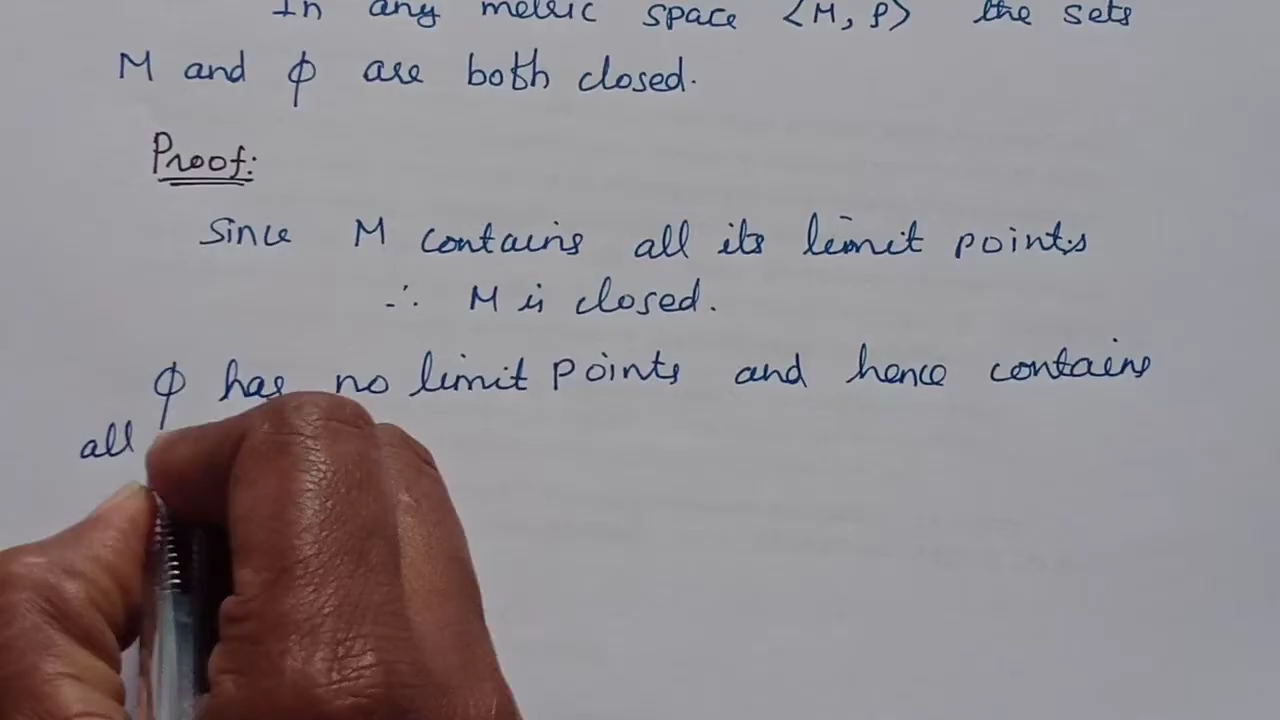 In any metric space <M, ρ> the sets
M and ϕ are both closed.
Proof:
Since M contains all its limit points
∴ M is closed.
ϕ has no limit points and hence contains
all